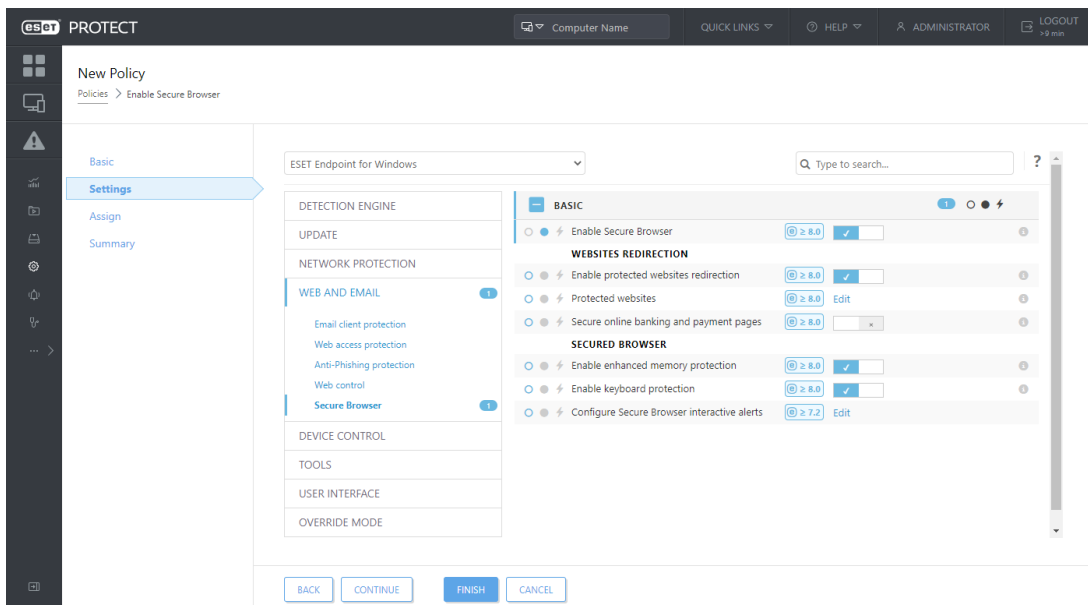 eset PROTECT
Computer Name
QUICK LINKS
HELP
ADMINISTRATOR
LOGOUT
>9 min
New Policy
Policies > Enable Secure Browser
Basic
Settings
Assign
Summary
ESET Endpoint for Windows
Type to search...
?
DETECTION ENGINE
UPDATE
NETWORK PROTECTION
WEB AND EMAIL 1
Email client protection
Web access protection
Anti-Phishing protection
Web control
Secure Browser 1
DEVICE CONTROL
TOOLS
USER INTERFACE
OVERRIDE MODE
BASIC 1
Enable Secure Browser ≥ 8.0
WEBSITES REDIRECTION
Enable protected websites redirection ≥ 8.0
Protected websites ≥ 8.0 Edit
Secure online banking and payment pages ≥ 8.0
SECURED BROWSER
Enable enhanced memory protection ≥ 8.0
Enable keyboard protection ≥ 8.0
Configure Secure Browser interactive alerts ≥ 7.2 Edit
BACK
CONTINUE
FINISH
CANCEL